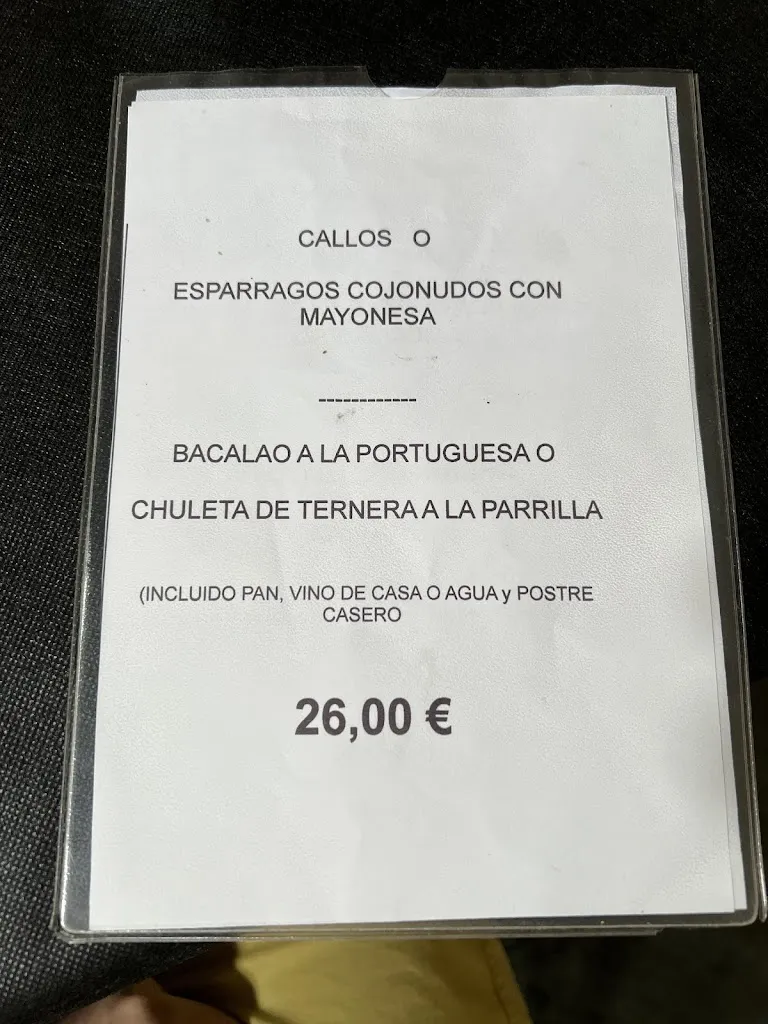 CALLOS O
ESPARRAGOS COJONUDOS CON
MAYONESA
------------
BACALAO A LA PORTUGUESA O
CHULETA DE TERNERA A LA PARRILLA
(INCLUIDO PAN, VINO DE CASA O AGUA y POSTRE
CASERO
26,00 €